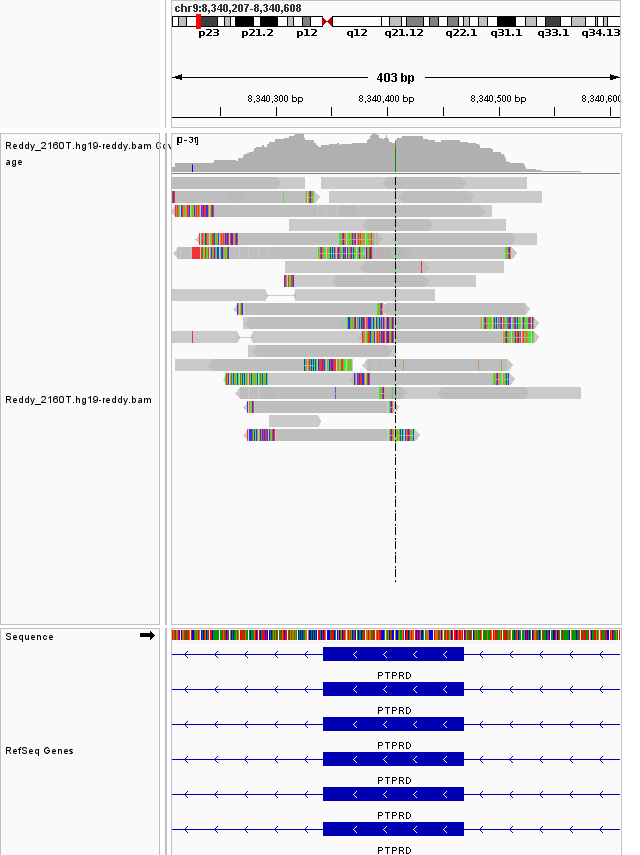 chr9:8,340,207-8,340,608
p23 p21.2 p12 q12 q21.12 q22.1 q31.1 q33.1 q34.13
403 bp
8,340,300 bp 8,340,400 bp 8,340,500 bp 8,340,600
Reddy_2160T.hg19-reddy.bam Cov
age
[0-31]
Reddy_2160T.hg19-reddy.bam
Sequence
PTPRD
PTPRD
PTPRD
RefSeq Genes
PTPRD
PTPRD
PTPRD